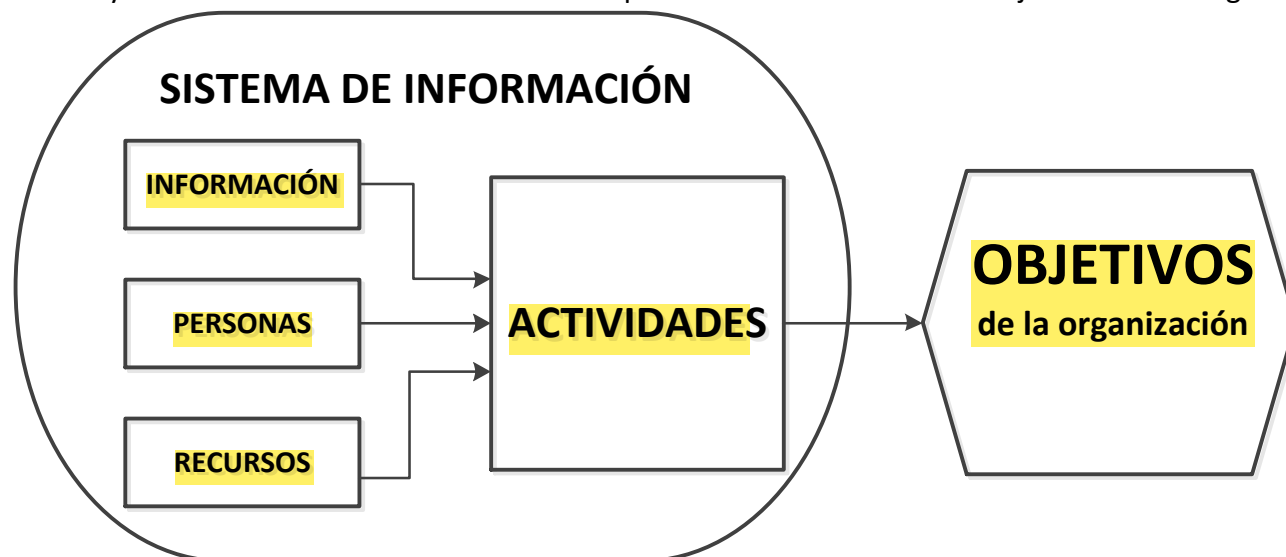 SISTEMA DE INFORMACIÓN
INFORMACIÓN
PERSONAS
RECURSOS
ACTIVIDADES
OBJETIVOS
de la organización